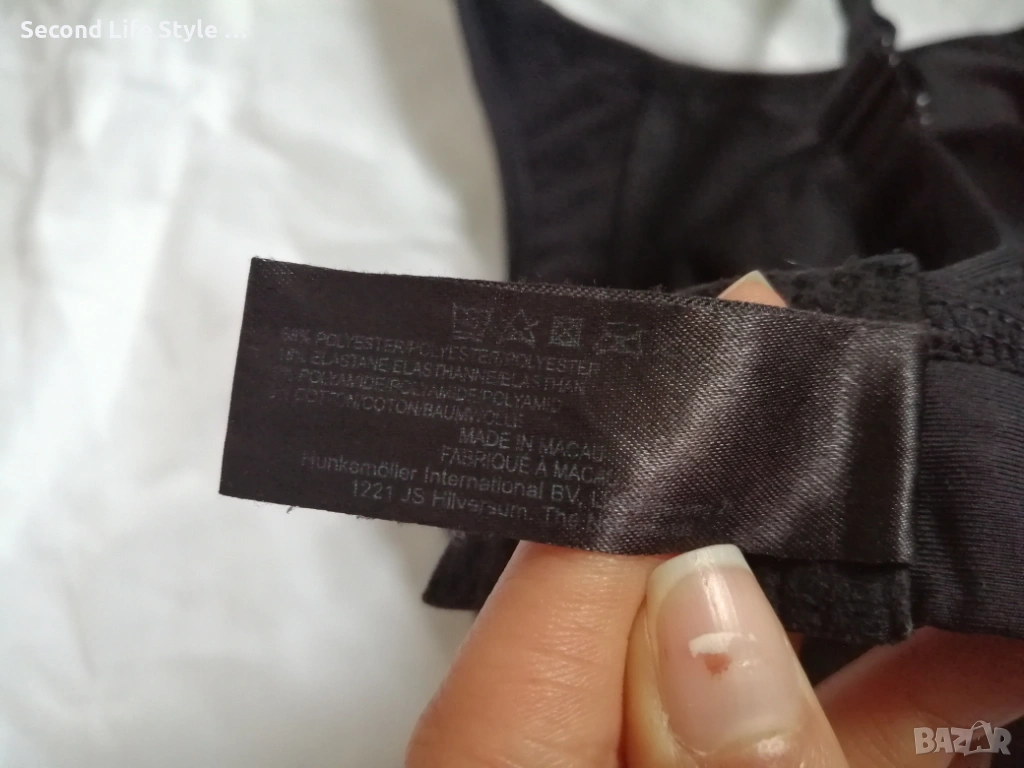 Second Life Style ...
POLYESTER/POLYESTER/POLYESTER
ELASTANE/ELASTHANNE/ELASTHAN
POLYAMIDE/POLYAMIDE/POLYAMID
COTTON/COTON/BAUMWOLLE
MADE IN MACAU
FABRIQUÉ À MACAO
Hunkemöller International BV,
1221 JS Hilversum, The
BAZAR